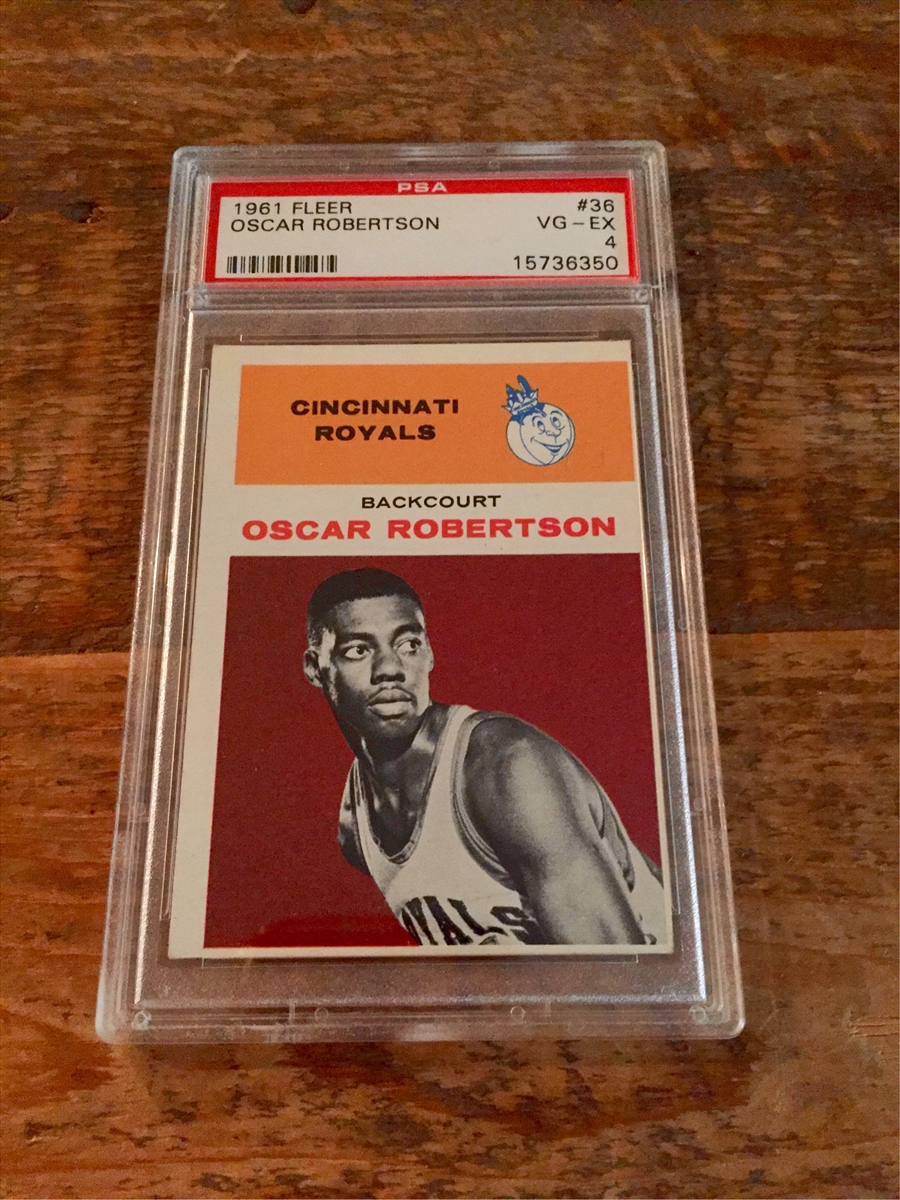 PSA
1961 FLEER #36
OSCAR ROBERTSON VG-EX
4
15736350
CINCINNATI
ROYALS
BACKCOURT
OSCAR ROBERTSON
YALS